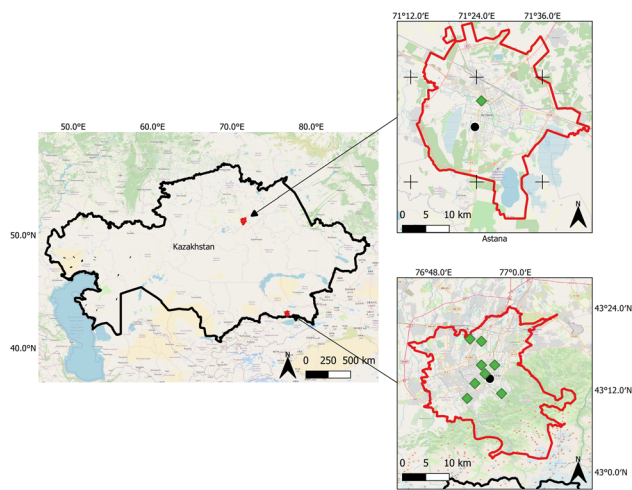 71°12.0'E 71°24.0'E 71°36.0'E
0 5 10 km
N
Astana
50.0°E 60.0°E 70.0°E 80.0°E
50.0°N
40.0°N
Kazakhstan
N
0 250 500 km
76°48.0'E 77°0.0'E
43°24.0'N
43°12.0'N
43°0.0'N
0 5 10 km
N